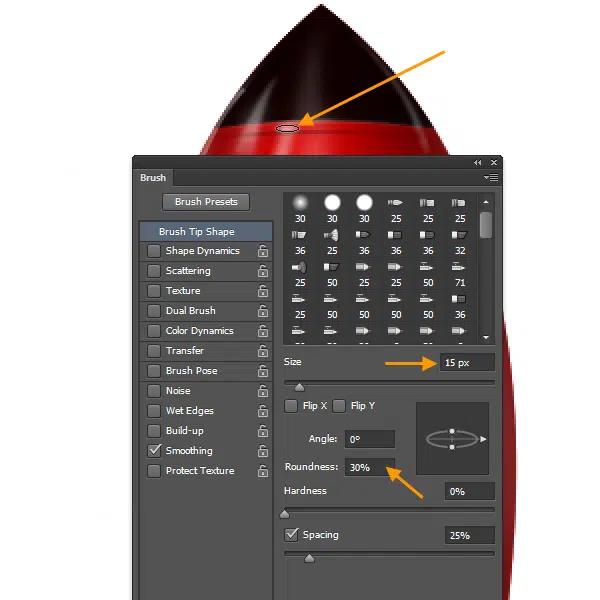 Brush
Brush Presets
Brush Tip Shape
Shape Dynamics
Scattering
Texture
Dual Brush
Color Dynamics
Transfer
Brush Pose
Noise
Wet Edges
Build-up
Smoothing
Protect Texture
30 30 30 25 25 25
36 25 36 36 36 32
25 50 25 25 50 71
25 50 50 50 50 36
Size 15 px
Flip X Flip Y
Angle: 0º
Roundness: 30%
Hardness 0%
Spacing 25%